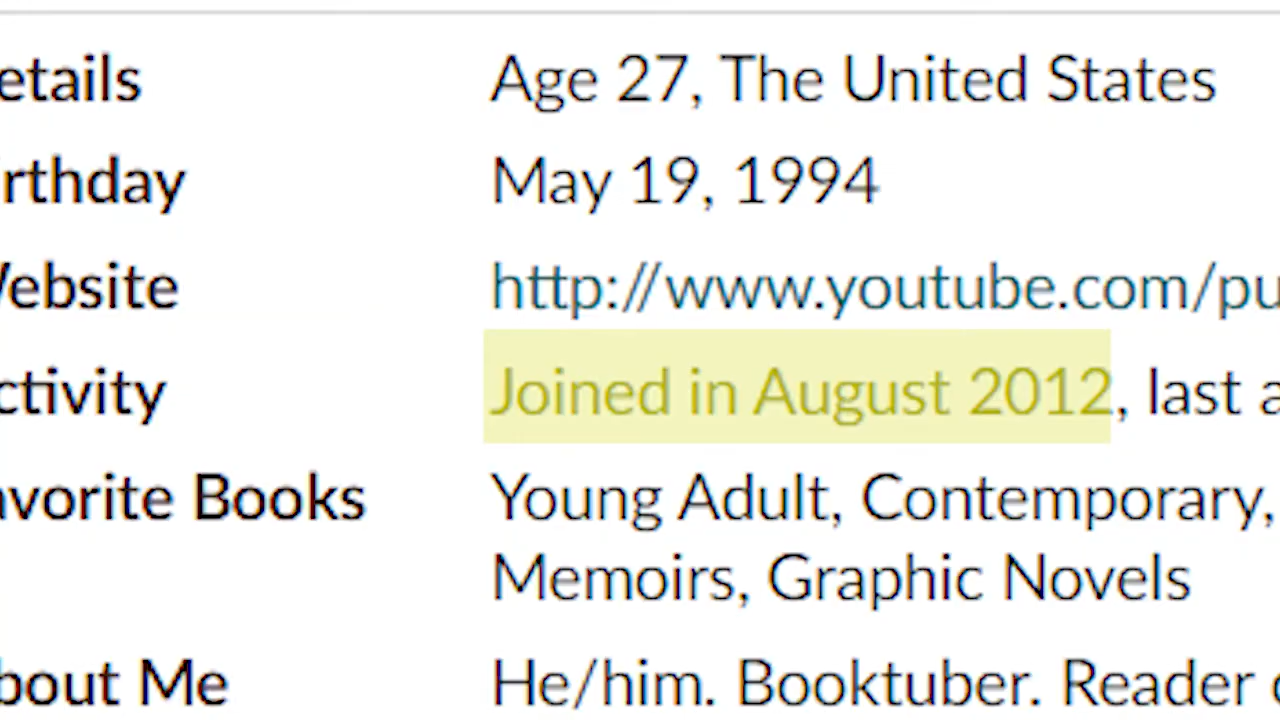 etails Age 27, The United States
rthday May 19, 1994
Website http://www.youtube.com/pu
ctivity Joined in August 2012, last a
avorite Books Young Adult, Contemporary,
Memoirs, Graphic Novels
bout Me He/him. Booktuber. Reader